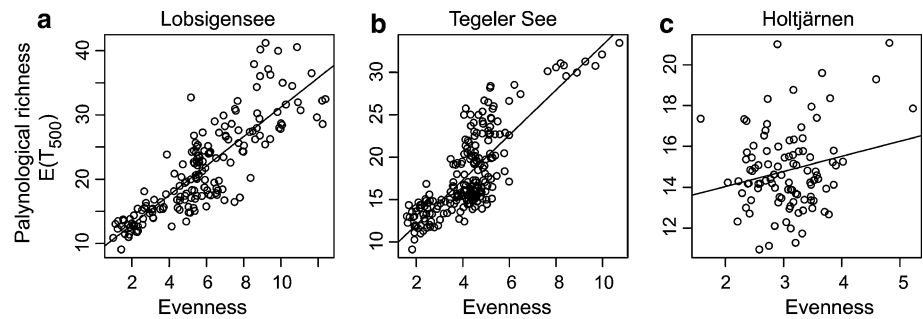 a
Lobsigensee
b
Tegeler See
c
Holtjärnen
Palynological richness
E(T500)
40
30
20
10
30
25
20
15
10
20
18
16
14
12
2 4 6 8 10
2 4 6 8 10
2 3 4 5
Evenness
Evenness
Evenness